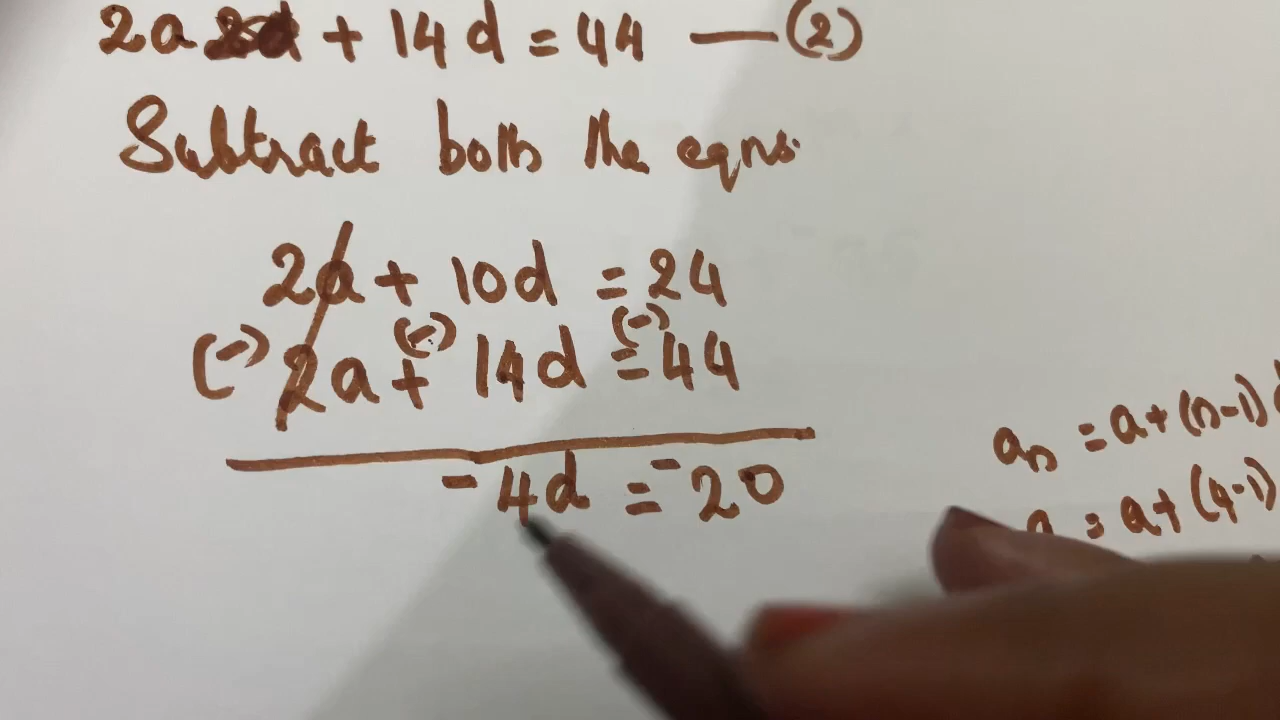 2a + 14d = 44 — (2)
Subtract both the eqns.
2a + 10d = 24
(-) 2a + (-) 14d = (-) 44
-4d = -20
an = a + (n-1)
= a + (4-1)